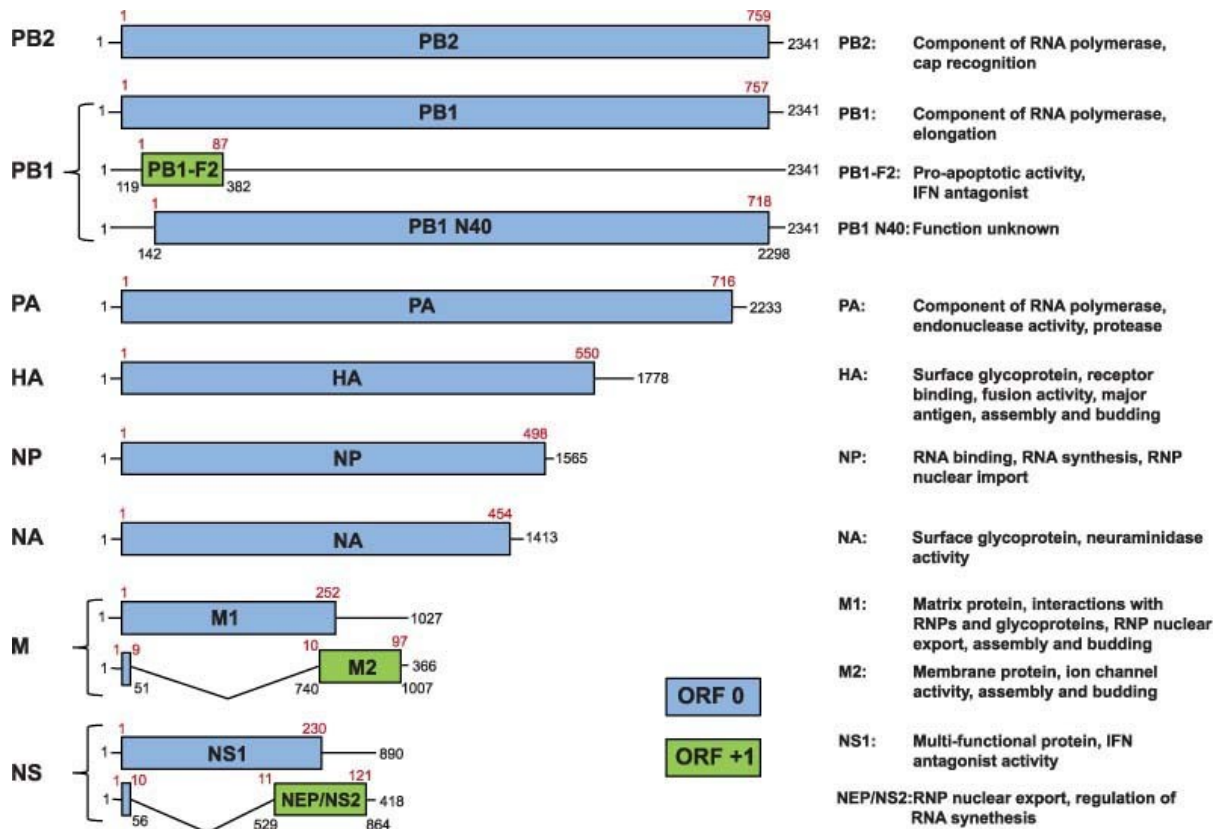 1 759
PB2 1 PB2 2341 PB2: Component of RNA polymerase,
cap recognition
1 757
1 PB1 2341 PB1: Component of RNA polymerase,
elongation
1 87
PB1 1 PB1-F2 2341 PB1-F2: Pro-apoptotic activity,
119 382 IFN antagonist
1 718
1 PB1 N40 2341 PB1 N40: Function unknown
142 2298
1 716
PA 1 PA 2233 PA: Component of RNA polymerase,
endonuclease activity, protease
1 550
HA 1 HA 1778 HA: Surface glycoprotein, receptor
binding, fusion activity, major
antigen, assembly and budding
1 498
NP 1 NP 1565 NP: RNA binding, RNA synthesis, RNP
nuclear import
1 454
NA 1 NA 1413 NA: Surface glycoprotein, neuraminidase
activity
1 252
1 M1 1027 M1: Matrix protein, interactions with
RNPs and glycoproteins, RNP nuclear
export, assembly and budding
M 1 9 10 97
1 M2 366 M2: Membrane protein, ion channel
51 740 1007 activity, assembly and budding
ORF 0
1 230
1 NS1 890 NS1: Multi-functional protein, IFN
antagonist activity
ORF +1
NS 1 10 11 121
1 NEP/NS2 418 NEP/NS2: RNP nuclear export, regulation of
56 529 864 RNA synethesis